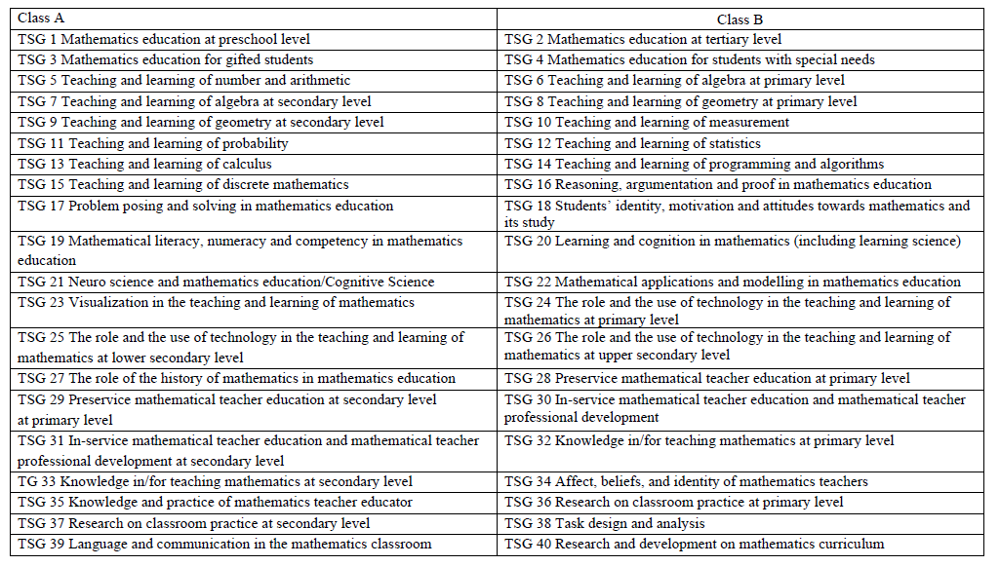 Class A
Class B
TSG 1 Mathematics education at preschool level
TSG 2 Mathematics education at tertiary level
TSG 3 Mathematics education for gifted students
TSG 4 Mathematics education for students with special needs
TSG 5 Teaching and learning of number and arithmetic
TSG 6 Teaching and learning of algebra at primary level
TSG 7 Teaching and learning of algebra at secondary level
TSG 8 Teaching and learning of geometry at primary level
TSG 9 Teaching and learning of geometry at secondary level
TSG 10 Teaching and learning of measurement
TSG 11 Teaching and learning of probability
TSG 12 Teaching and learning of statistics
TSG 13 Teaching and learning of calculus
TSG 14 Teaching and learning of programming and algorithms
TSG 15 Teaching and learning of discrete mathematics
TSG 16 Reasoning, argumentation and proof in mathematics education
TSG 17 Problem posing and solving in mathematics education
TSG 18 Students’ identity, motivation and attitudes towards mathematics and
its study
TSG 19 Mathematical literacy, numeracy and competency in mathematics
education
TSG 20 Learning and cognition in mathematics (including learning science)
TSG 21 Neuro science and mathematics education/Cognitive Science
TSG 22 Mathematical applications and modelling in mathematics education
TSG 23 Visualization in the teaching and learning of mathematics
TSG 24 The role and the use of technology in the teaching and learning of
mathematics at primary level
TSG 25 The role and the use of technology in the teaching and learning of
mathematics at lower secondary level
TSG 26 The role and the use of technology in the teaching and learning of
mathematics at upper secondary level
TSG 27 The role of the history of mathematics in mathematics education
TSG 28 Preservice mathematical teacher education at primary level
TSG 29 Preservice mathematical teacher education at secondary level
at primary level
TSG 30 In-service mathematical teacher education and mathematical teacher
professional development
TSG 31 In-service mathematical teacher education and mathematical teacher
professional development at secondary level
TSG 32 Knowledge in/for teaching mathematics at primary level
TG 33 Knowledge in/for teaching mathematics at secondary level
TSG 34 Affect, beliefs, and identity of mathematics teachers
TSG 35 Knowledge and practice of mathematics teacher educator
TSG 36 Research on classroom practice at primary level
TSG 37 Research on classroom practice at secondary level
TSG 38 Task design and analysis
TSG 39 Language and communication in the mathematics classroom
TSG 40 Research and development on mathematics curriculum